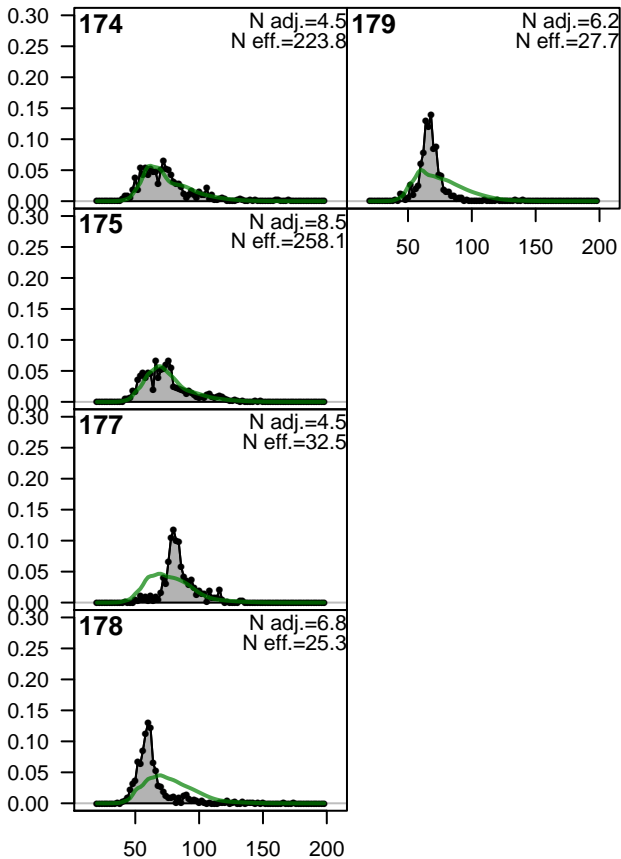 0.30
0.25
0.20
0.15
0.10
0.05
0.00
174
N adj.=4.5
N eff.=223.8
179
N adj.=6.2
N eff.=27.7
50 100 150 200
0.30
0.25
0.20
0.15
0.10
0.05
0.00
175
N adj.=8.5
N eff.=258.1
0.30
0.25
0.20
0.15
0.10
0.05
0.00
177
N adj.=4.5
N eff.=32.5
0.30
0.25
0.20
0.15
0.10
0.05
0.00
178
N adj.=6.8
N eff.=25.3
50 100 150 200